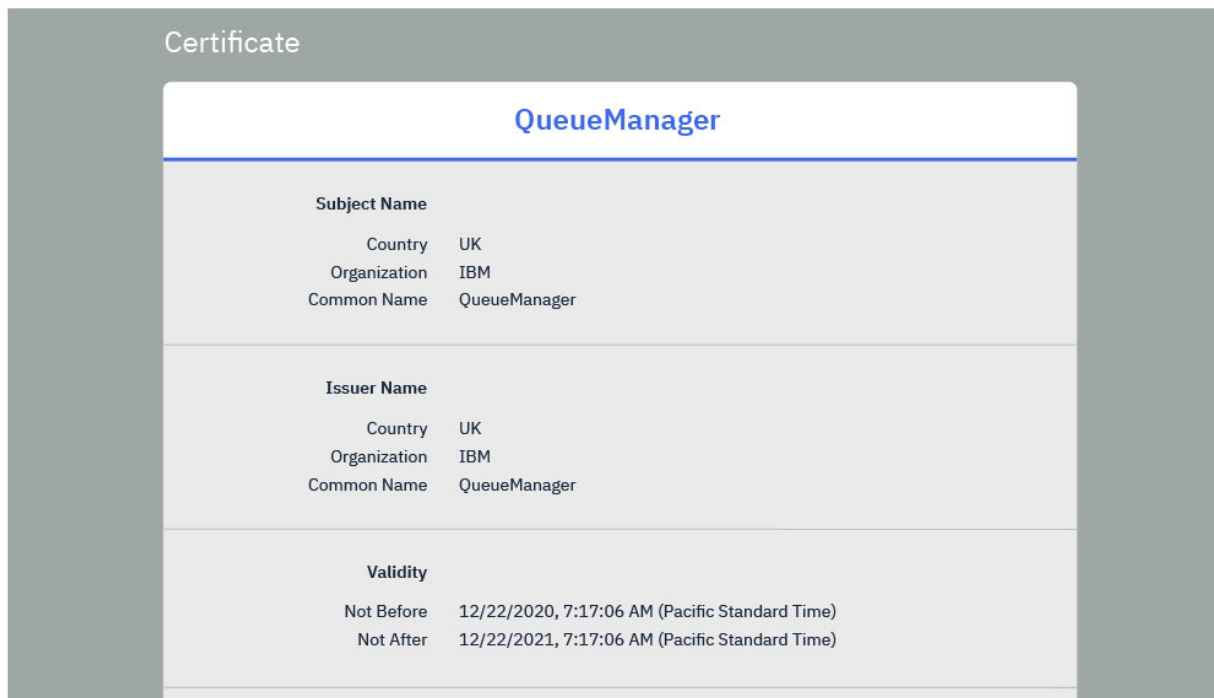 Certificate
QueueManager
Subject Name
Country UK
Organization IBM
Common Name QueueManager
Issuer Name
Country UK
Organization IBM
Common Name QueueManager
Validity
Not Before 12/22/2020, 7:17:06 AM (Pacific Standard Time)
Not After 12/22/2021, 7:17:06 AM (Pacific Standard Time)